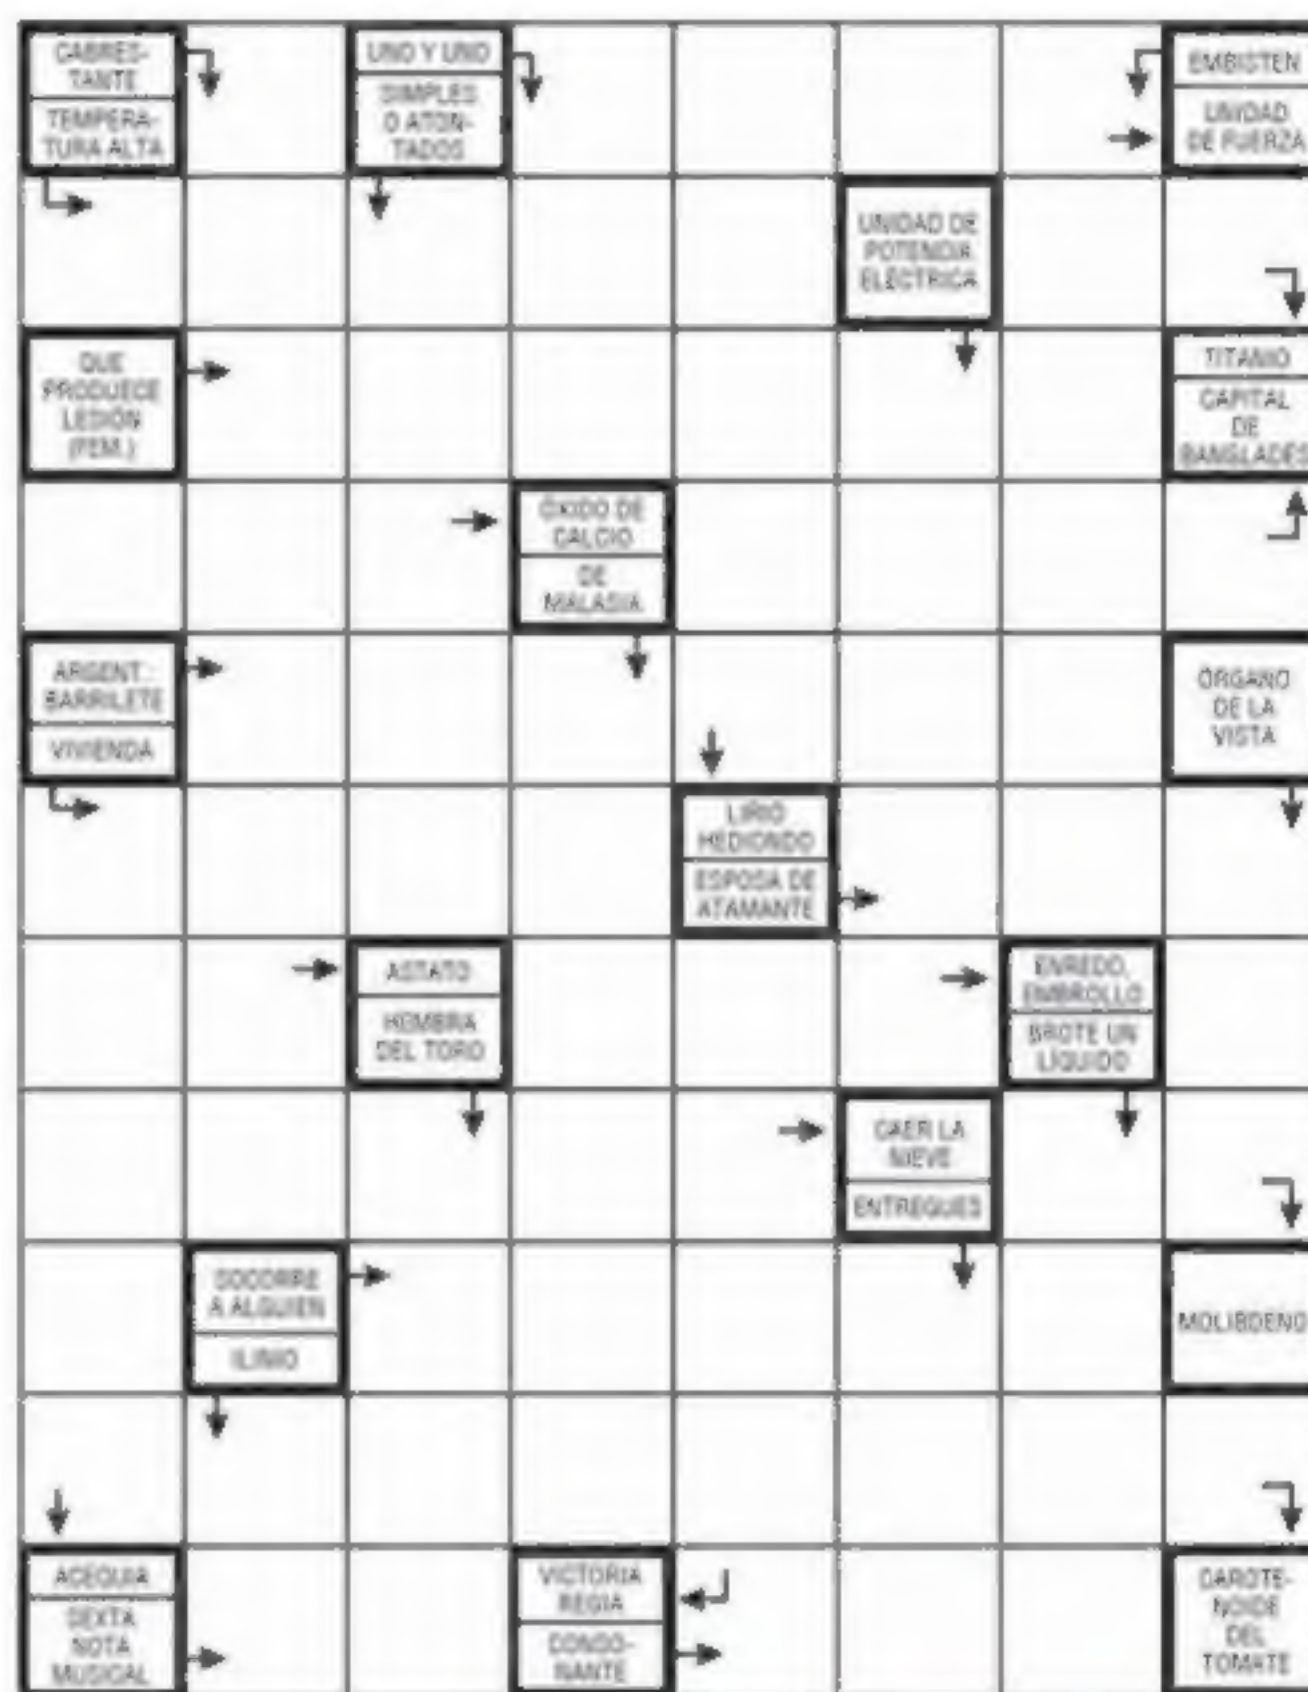 CABRES-
TANTE
TEMPERA-
TURA ALTA
UNO Y UNO
SIMPLES
O ATON-
TADOS
EMBISTEN
UNIDAD
DE FUERZA
UNIDAD DE
POTENCIA
ELÉCTRICA
QUE
PRODUECE
LESIÓN
(FEM.)
TITANIO
CAPITAL
DE
BANGLADÉS
ÓXIDO DE
CALCIO
DE
MALASIA
ARGENT.:
BARRILETE
VIVIENDA
ÓRGANO
DE LA
VISTA
LIRIO
HEDIONDO
ESPOSA DE
ATAMANTE
ASTATO
HEMBRA
DEL TORO
ENREDO,
EMBROLLO
BROTE UN
LÍQUIDO
CAER LA
NIEVE
ENTREGUES
SOCORRE
A ALGUIEN
ILINIO
MOLIBDENO
ACEQUIA
SEXTA
NOTA
MUSICAL
VICTORIA
REGIA
CONSO-
NANTE
CAROTE-
NOIDE
DEL
TOMATE